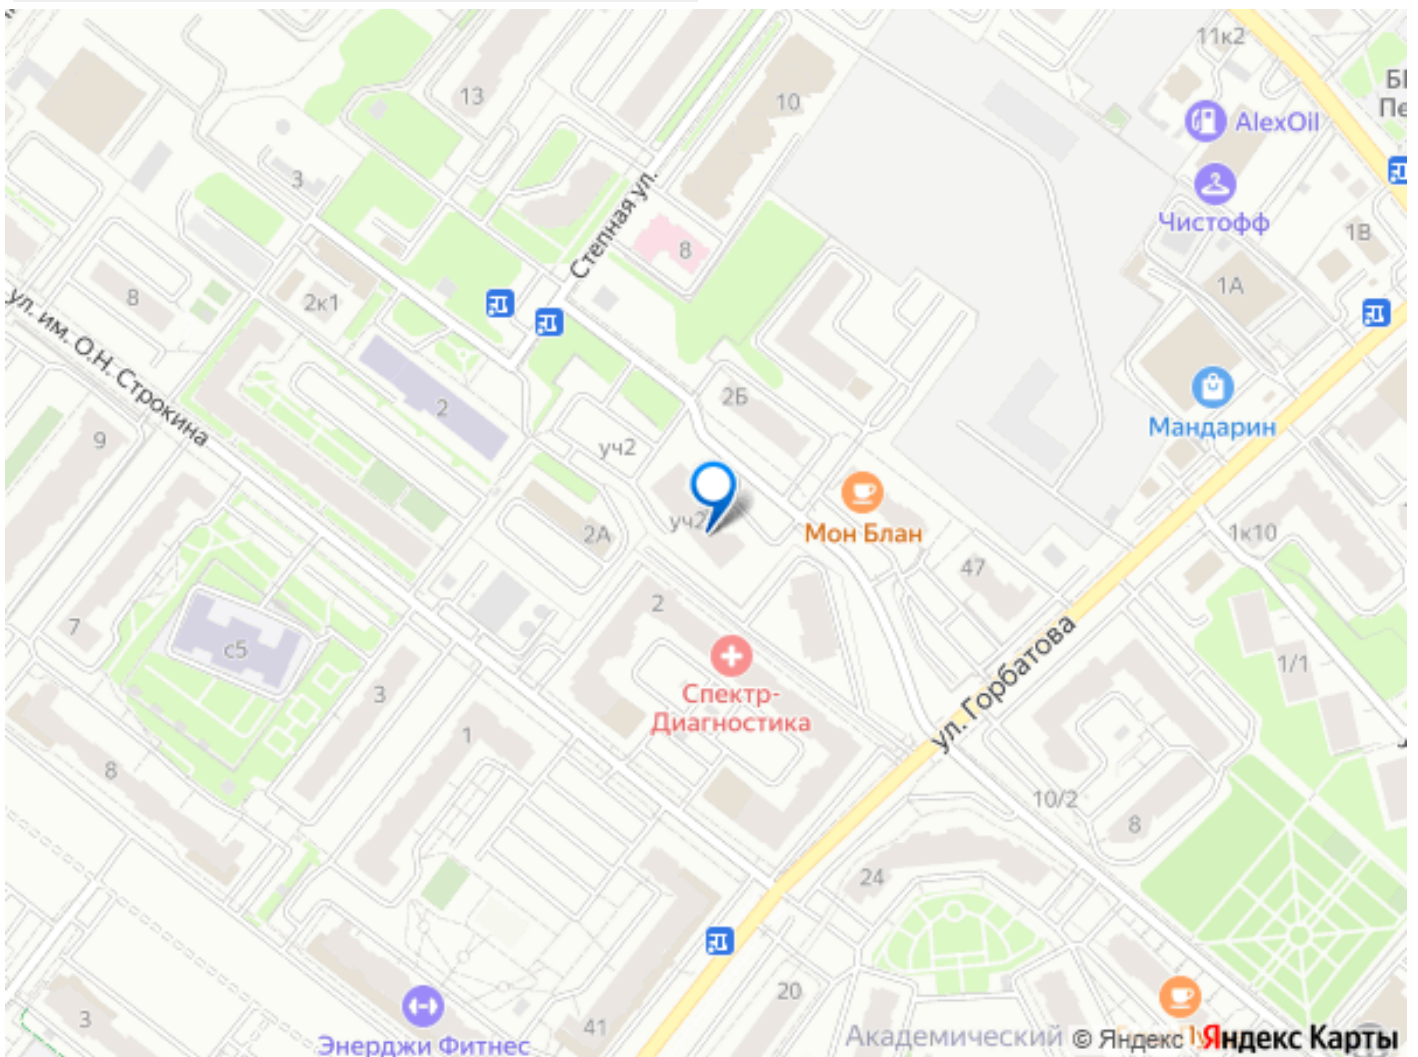 11к2
БІ
Пе
AlexOil
13
10
3
Степная ул.
Чистофф
1В
8
8
2к1
1А
ул. им. О.Н. Строкина
2Б
2
Мандарин
9
уч2
уч2
2А
Мон Блан
1к10
47
2
7
с5
1/1
3
Спектр-
Диагностика
ул. Горбатова
1
8
10/2
8
24
20
3
41
Энерджи Фитнес
Академический
© Яндекс
Яндекс Карты